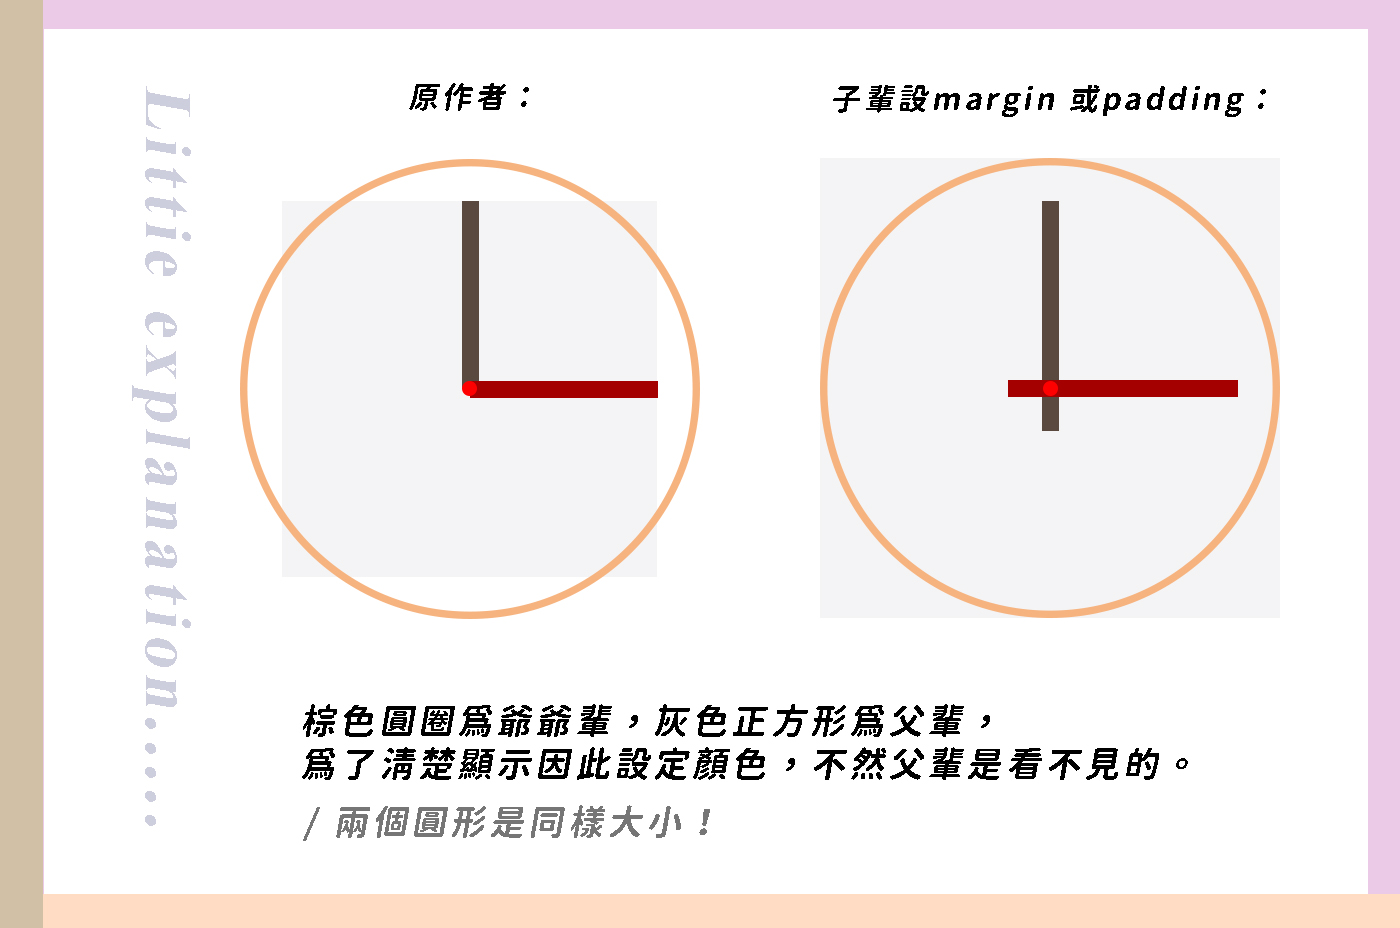 Littie explanation......
原作者：
子輩設margin 或padding：
棕色圓圈爲爺爺輩，灰色正方形爲父輩，
爲了清楚顯示因此設定顏色，不然父輩是看不見的。
/ 兩個圓形是同樣大小！